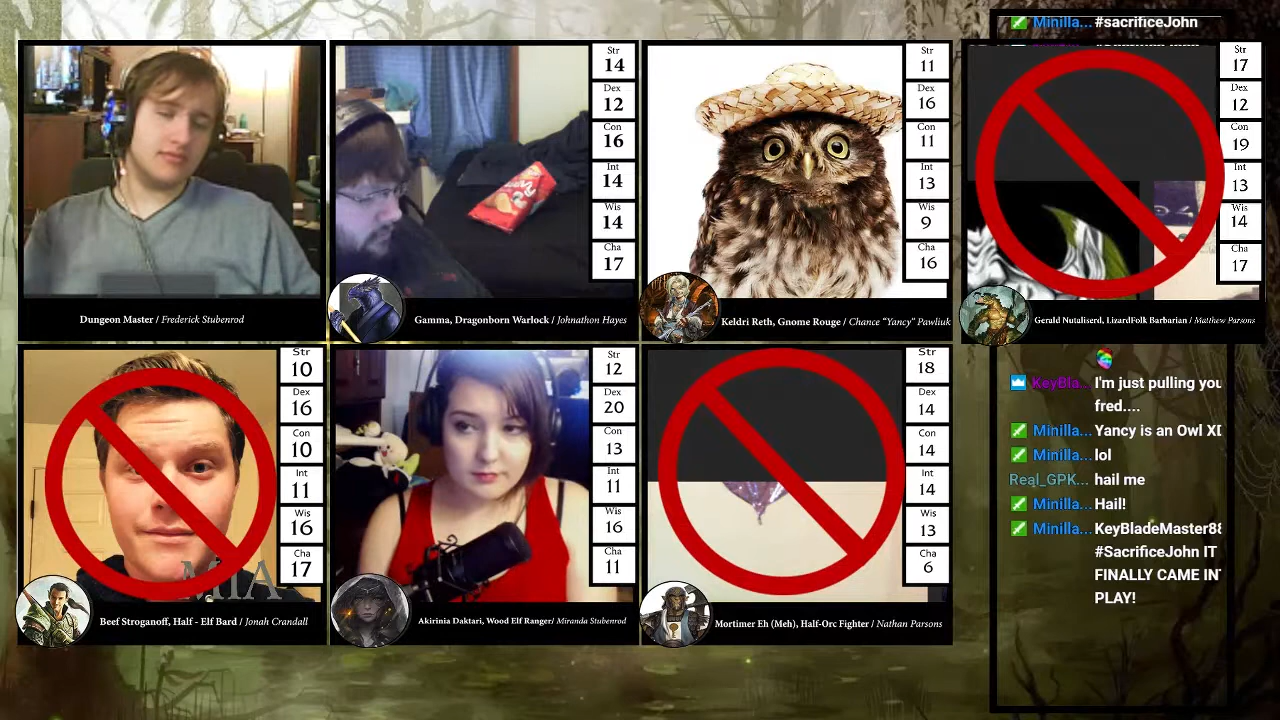 Minilla... #sacrificeJohn
Str
14
Dex
12
Con
16
Int
14
Wis
14
Cha
17
Str
11
Dex
16
Con
11
Int
13
Wis
9
Cha
16
Str
17
Dex
12
Con
19
Int
13
Wis
14
Cha
17
Dungeon Master / Frederick Stubenrod
Gamma, Dragonborn Warlock / Johnathon Hayes
Keldri Reth, Gnome Rouge / Chance "Yancy" Pawliuk
Gerald Nutaliserd, LizardFolk Barbarian / Matthew Parsons
Str
10
Dex
16
Con
10
Int
11
Wis
16
Cha
17
MIA
Str
12
Dex
20
Con
13
Int
11
Wis
16
Cha
11
Str
18
Dex
14
Con
14
Int
14
Wis
13
Cha
6
Beef Stroganoff, Half - Elf Bard / Jonah Crandall
Akirinia Daktari, Wood Elf Ranger/ Miranda Stubenrod
Mortimer Eh (Meh), Half-Orc Fighter / Nathan Parsons
KeyBla... I'm just pulling you
fred....
Minilla... Yancy is an Owl XD
Minilla... lol
Real_GPK... hail me
Minilla... Hail!
Minilla... KeyBladeMaster88
#SacrificeJohn IT
FINALLY CAME INT
PLAY!